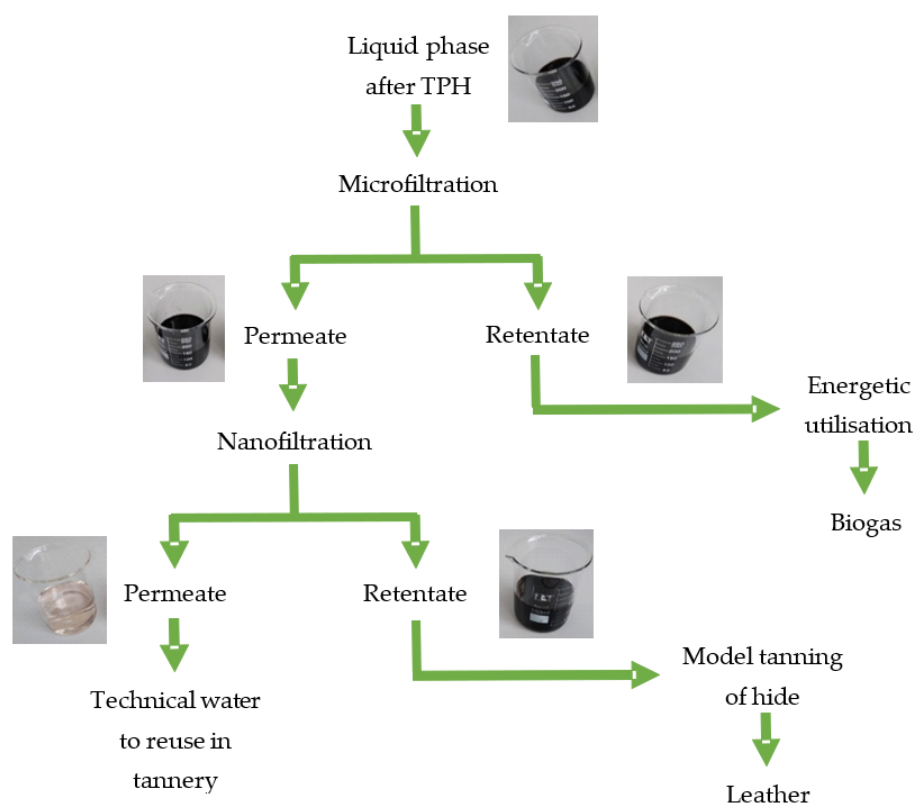 Liquid phase
after TPH
Microfiltration
Permeate
Retentate
Energetic
utilisation
Nanofiltration
Biogas
Permeate
Retentate
Model tanning
of hide
Technical water
to reuse in
tannery
Leather